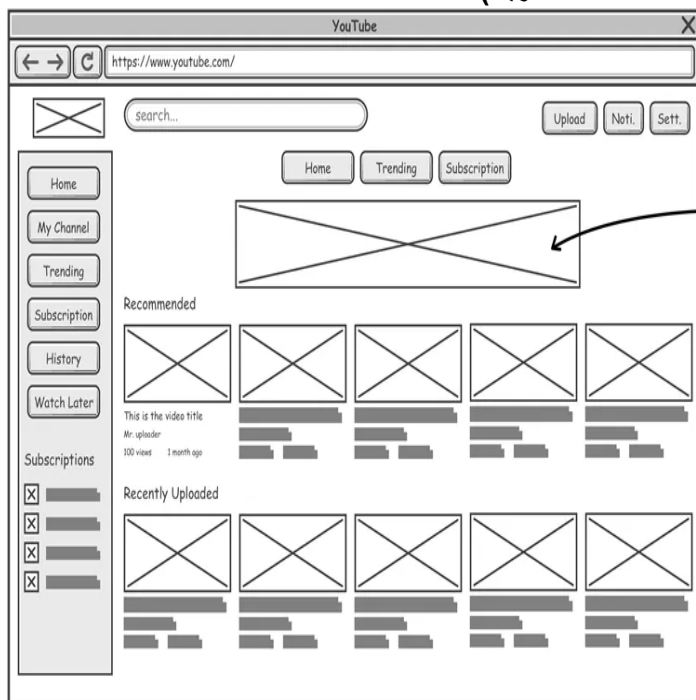 YouTube
https://www.youtube.com/
search...
Upload Noti. Sett.
Home Trending Subscription
Home
My Channel
Trending
Subscription
History
Watch Later
Subscriptions
Recommended
This is the video title
Mr. uploader
100 views 1 month ago
Recently Uploaded